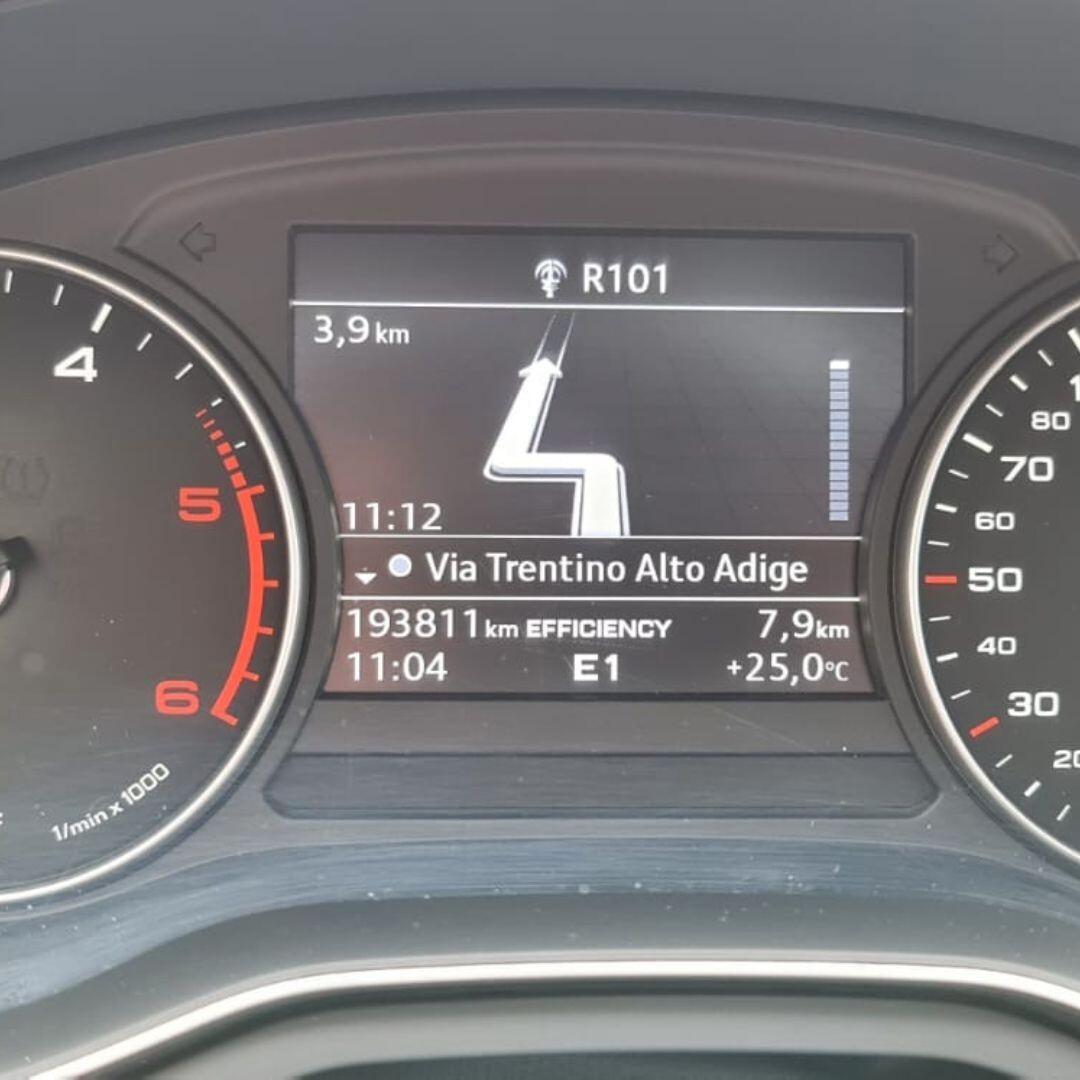 R101
3,9 km
11:12
Via Trentino Alto Adige
193811 km EFFICIENCY 7,9 km
11:04 E1 +25,0 °C
4
5
6
1/min x 1000
80
70
60
50
40
30
20